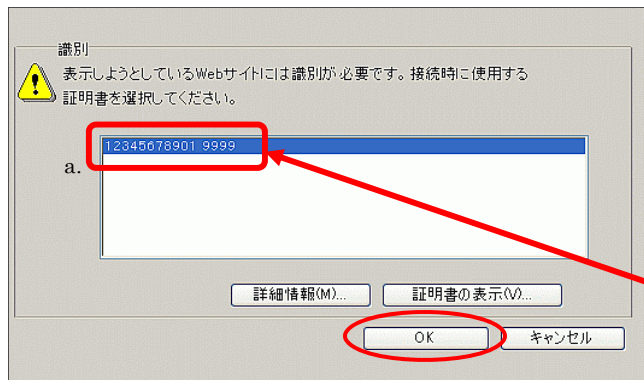 識別
表示しようとしているWebサイトには識別が必要です。接続時に使用する
証明書を選択してください。
12345678901 9999
a.
詳細情報(M)...
証明書の表示(V)...
OK
キャンセル